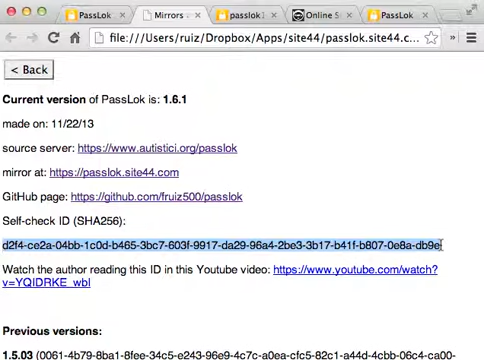 PassLok
Mirrors
passlok
Online S
PassLok
file:///Users/ruiz/Dropbox/Apps/site44/passlok.site44.c...
< Back
Current version of PassLok is: 1.6.1
made on: 11/22/13
source server: https://www.autistici.org/passlok
mirror at: https://passlok.site44.com
GitHub page: https://github.com/fruiz500/passlok
Self-check ID (SHA256):
d2f4-ce2a-04bb-1c0d-b465-3bc7-603f-9917-da29-96a4-2be3-3b17-b41f-b807-0e8a-db9e
Watch the author reading this ID in this Youtube video: https://www.youtube.com/watch?
v=YQIDRKE_wbI
Previous versions:
1.5.03 (0061-4b79-8ba1-8fee-34c5-e243-96e9-4c7c-a0ea-cfc5-82c1-a44d-4cbb-06c4-ca00-